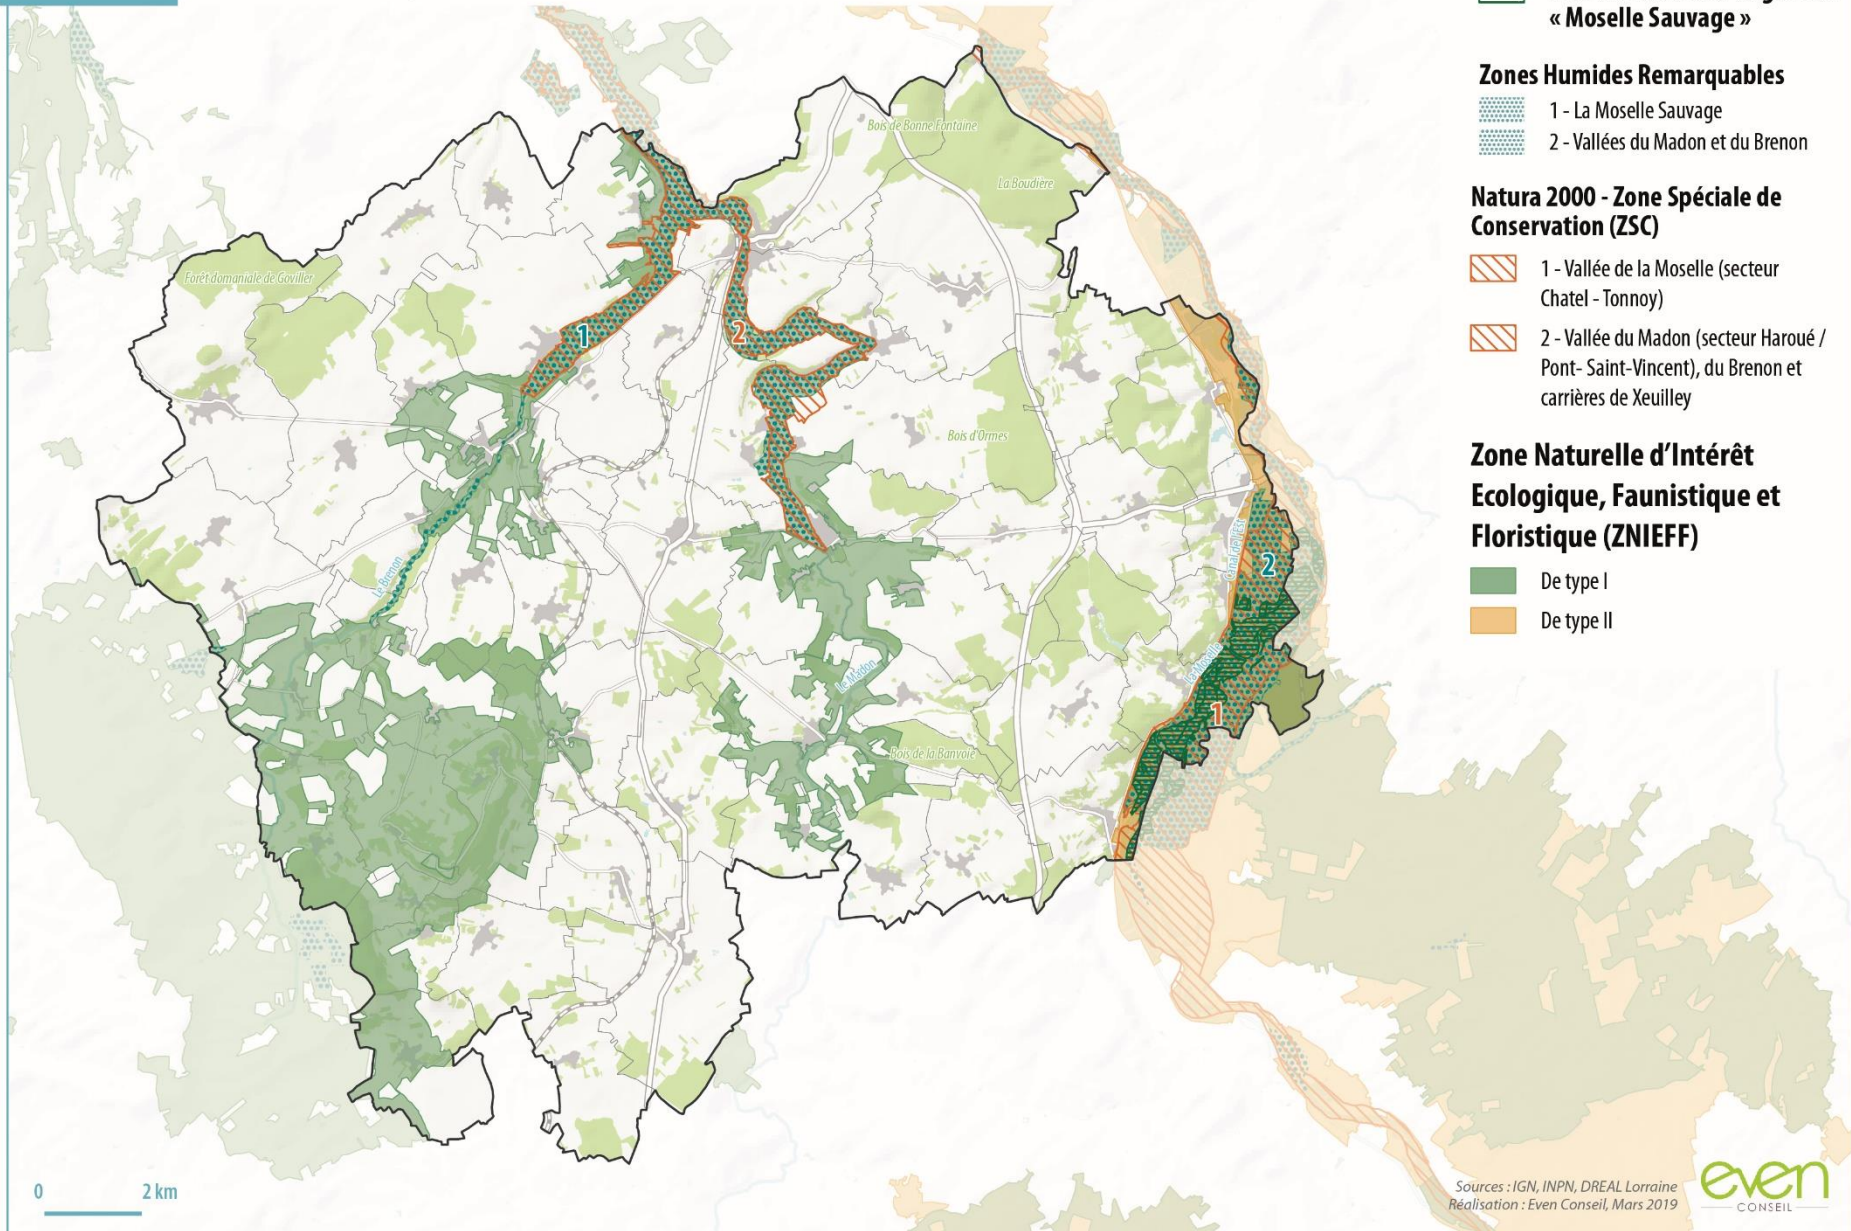 « Moselle Sauvage »
Zones Humides Remarquables
1 - La Moselle Sauvage
2 - Vallées du Madon et du Brenon
Natura 2000 - Zone Spéciale de
Conservation (ZSC)
1 - Vallée de la Moselle (secteur
Chatel - Tonnoy)
2 - Vallée du Madon (secteur Haroué /
Pont- Saint-Vincent), du Brenon et
carrières de Xeuilley
Zone Naturelle d’Intérêt
Ecologique, Faunistique et
Floristique (ZNIEFF)
De type I
De type II
Bois de Bonne Fontaine
La Boudière
Forêt domaniale de Goviller
1
2
Bois d'Ormes
Canal de l'Est
2
Le Brenon
Le Madon
La Moselle
1
Bois de la Banvoie
0 2 km
Sources : IGN, INPN, DREAL Lorraine
Réalisation : Even Conseil, Mars 2019
even
CONSEIL